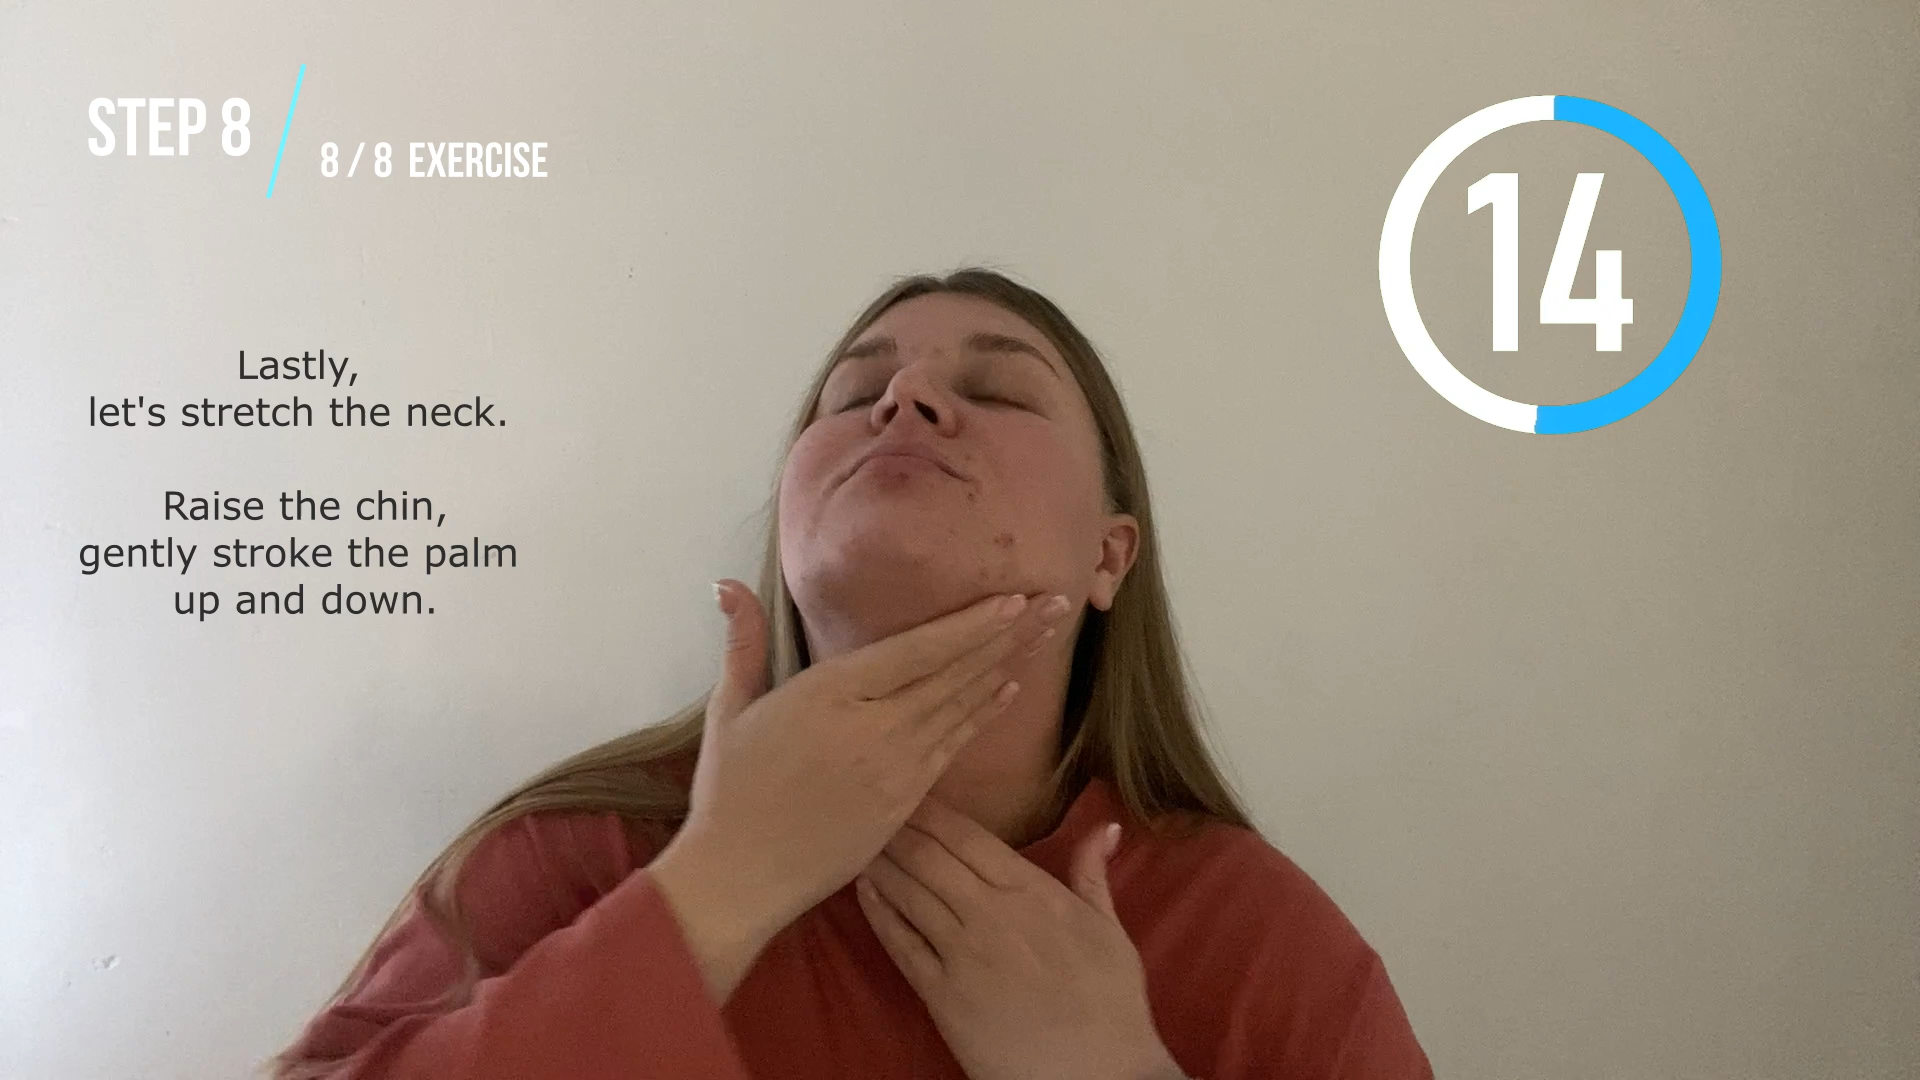 STEP 8
8 / 8 EXERCISE
14
Lastly,
let's stretch the neck.
Raise the chin,
gently stroke the palm
up and down.